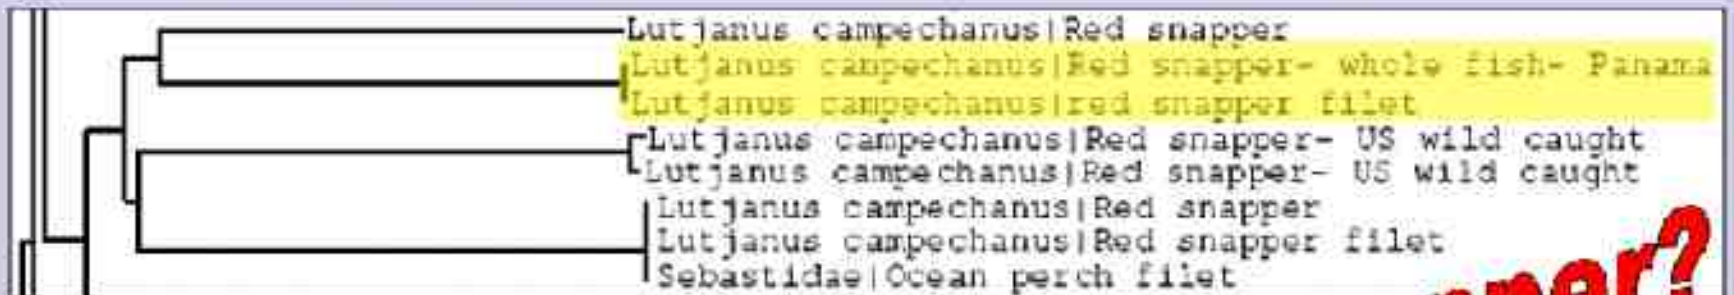 Lutjanus campechanus|Red snapper
Lutjanus campechanus|Red snapper- whole fish- Panama
Lutjanus campechanus|red snapper filet
Lutjanus campechanus|Red snapper- US wild caught
Lutjanus campechanus|Red snapper- US wild caught
Lutjanus campechanus|Red snapper
Lutjanus campechanus|Red snapper filet
Sebastidae|Ocean perch filet